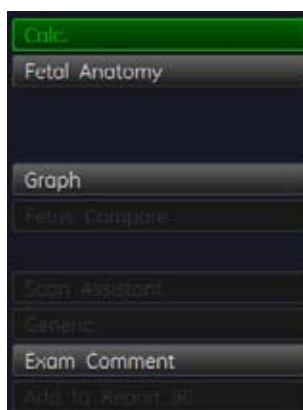 Calc.
Fetal Anatomy
Graph
Fetus Compare
Scan Assistant
Generic
Exam Comment
Add to Report (R)